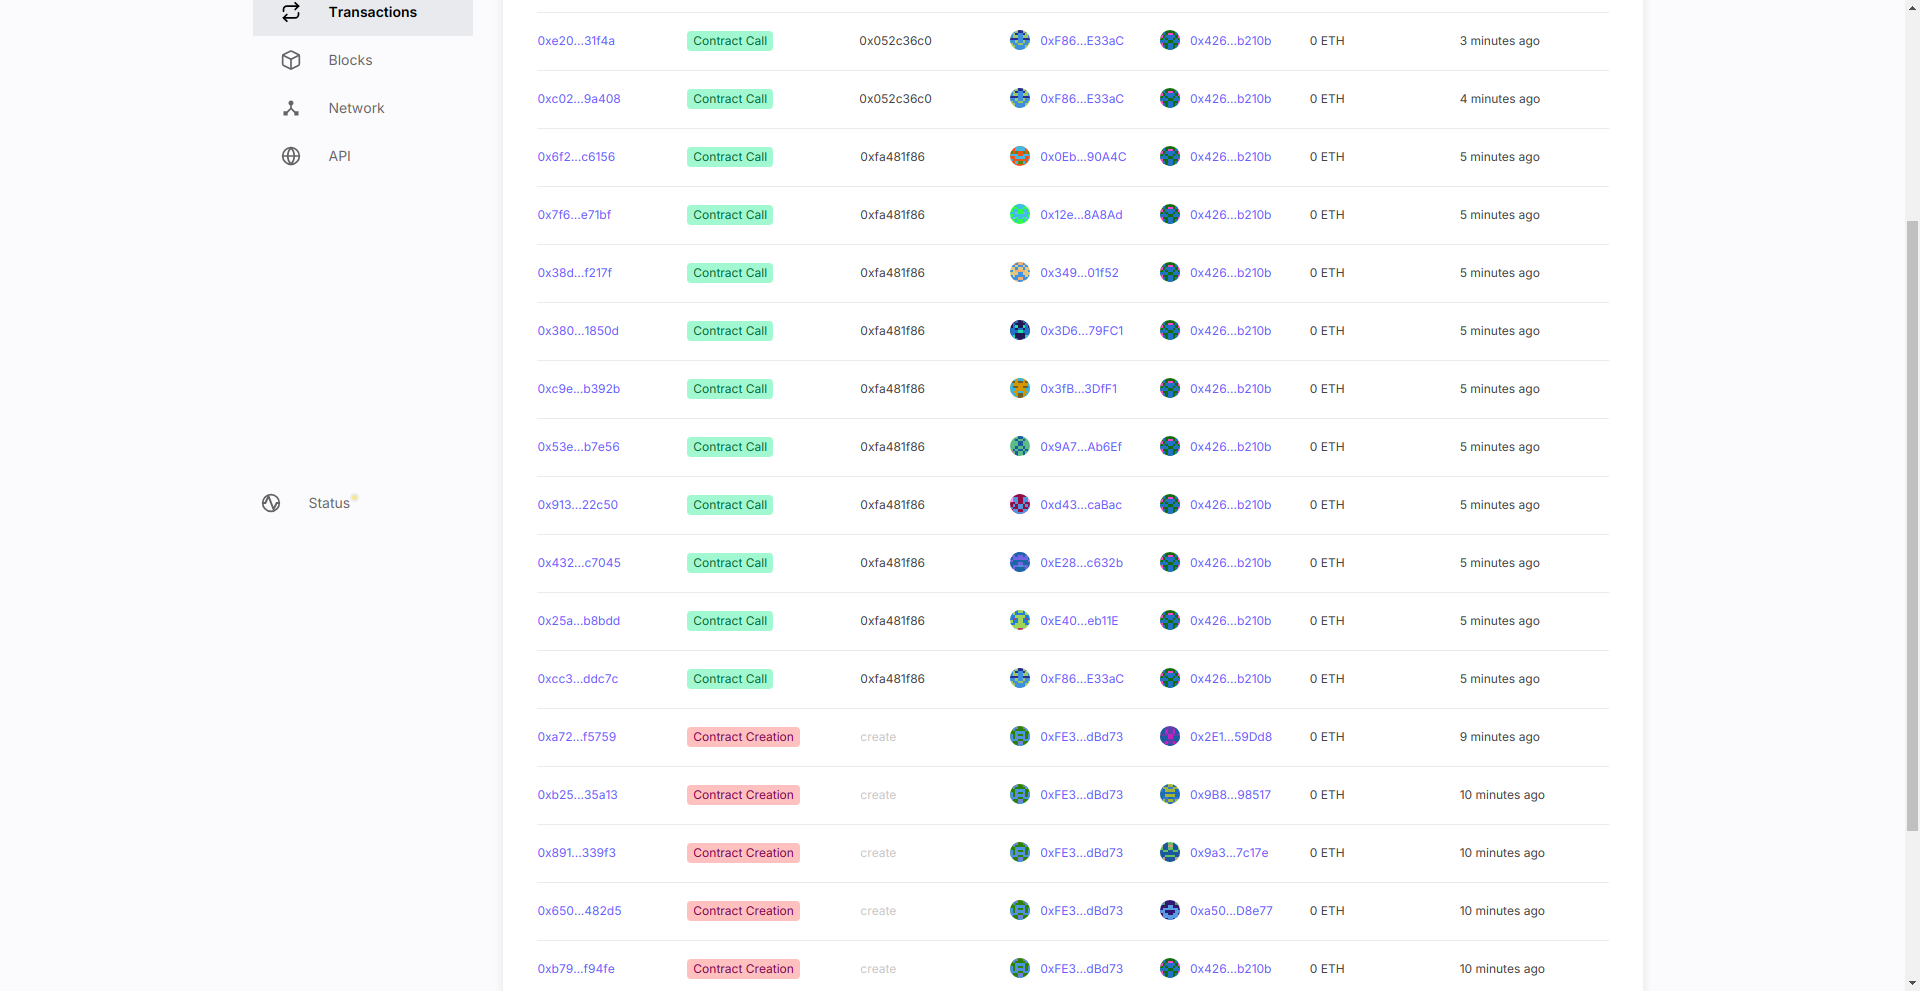 Transactions
Blocks
Network
API
Status
0xe20...31f4a Contract Call 0x052c36c0 0xF86...E33aC 0x426...b210b 0 ETH 3 minutes ago
0xc02...9a408 Contract Call 0x052c36c0 0xF86...E33aC 0x426...b210b 0 ETH 4 minutes ago
0x6f2...c6156 Contract Call 0xfa481f86 0x0Eb...90A4C 0x426...b210b 0 ETH 5 minutes ago
0x7f6...e71bf Contract Call 0xfa481f86 0x12e...8A8Ad 0x426...b210b 0 ETH 5 minutes ago
0x38d...f217f Contract Call 0xfa481f86 0x349...01f52 0x426...b210b 0 ETH 5 minutes ago
0x380...1850d Contract Call 0xfa481f86 0x3D6...79FC1 0x426...b210b 0 ETH 5 minutes ago
0xc9e...b392b Contract Call 0xfa481f86 0x3fB...3DfF1 0x426...b210b 0 ETH 5 minutes ago
0x53e...b7e56 Contract Call 0xfa481f86 0x9A7...Ab6Ef 0x426...b210b 0 ETH 5 minutes ago
0x913...22c50 Contract Call 0xfa481f86 0xd43...caBac 0x426...b210b 0 ETH 5 minutes ago
0x432...c7045 Contract Call 0xfa481f86 0xE28...c632b 0x426...b210b 0 ETH 5 minutes ago
0x25a...b8bdd Contract Call 0xfa481f86 0xE40...eb11E 0x426...b210b 0 ETH 5 minutes ago
0xcc3...ddc7c Contract Call 0xfa481f86 0xF86...E33aC 0x426...b210b 0 ETH 5 minutes ago
0xa72...f5759 Contract Creation create 0xFE3...dBd73 0x2E1...59Dd8 0 ETH 9 minutes ago
0xb25...35a13 Contract Creation create 0xFE3...dBd73 0x9B8...98517 0 ETH 10 minutes ago
0x891...339f3 Contract Creation create 0xFE3...dBd73 0x9a3...7c17e 0 ETH 10 minutes ago
0x650...482d5 Contract Creation create 0xFE3...dBd73 0xa50...D8e77 0 ETH 10 minutes ago
0xb79...f94fe Contract Creation create 0xFE3...dBd73 0x426...b210b 0 ETH 10 minutes ago